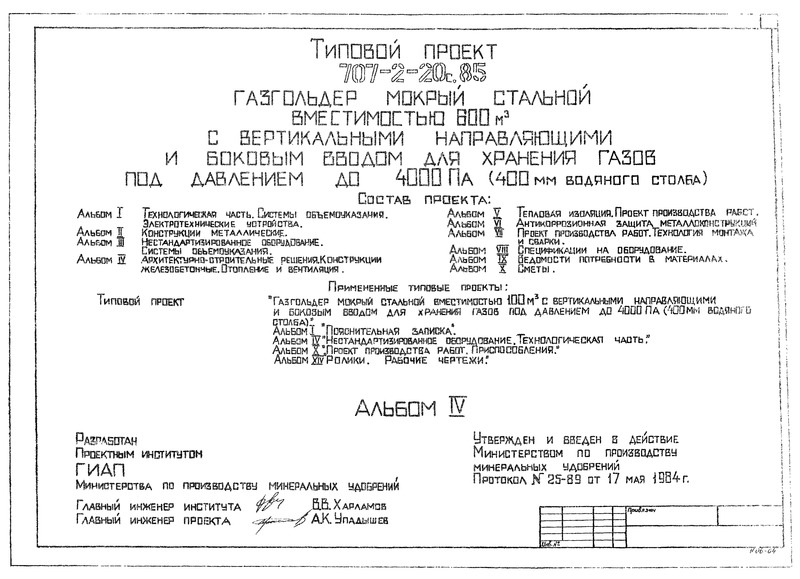 Типовой проект
707-2-20с.85
Газгольдер мокрый стальной
вместимостью 600 м³
с вертикальными направляющими
и боковым вводом для хранения газов
под давлением до 4000 Па (400 мм водяного столба)
Состав проекта:
Альбом I Технологическая часть. Системы объемоуказания.
Электротехнические устройства.
Альбом II Конструкции металлические.
Альбом III Нестандартизированное оборудование.
Системы объемоуказания.
Альбом IV Архитектурно-строительные решения. Конструкции
железобетонные. Отопление и вентиляция.
Альбом V Тепловая изоляция. Проект производства работ.
Альбом VI Антикоррозионная защита металлоконструкций
Альбом VII Проект производства работ. Технология монтажа
и сварки.
Альбом VIII Спецификации на оборудование.
Альбом IX Ведомости потребности в материалах.
Альбом X Сметы.
Примененные типовые проекты:
Типовой проект "Газгольдер мокрый стальной вместимостью 100 м³ с вертикальными направляющими
и боковым вводом для хранения газов под давлением до 4000 Па (400 мм водяного
столба)"
Альбом I "Пояснительная записка".
Альбом IV "Нестандартизированное оборудование. Технологическая часть."
Альбом X "Проект производства работ. Приспособления."
Альбом XIV Ролики. Рабочие чертежи."
Альбом IV
Разработан
Проектным институтом
ГИАП
Министерства по производству минеральных удобрений
Главный инженер института В.В. Харламов
Главный инженер проекта А.К. Упадышев
Утвержден и введен в действие
Министерством по производству
минеральных удобрений
Протокол № 25-89 от 17 мая 1984 г.
Привязан
Инв. №